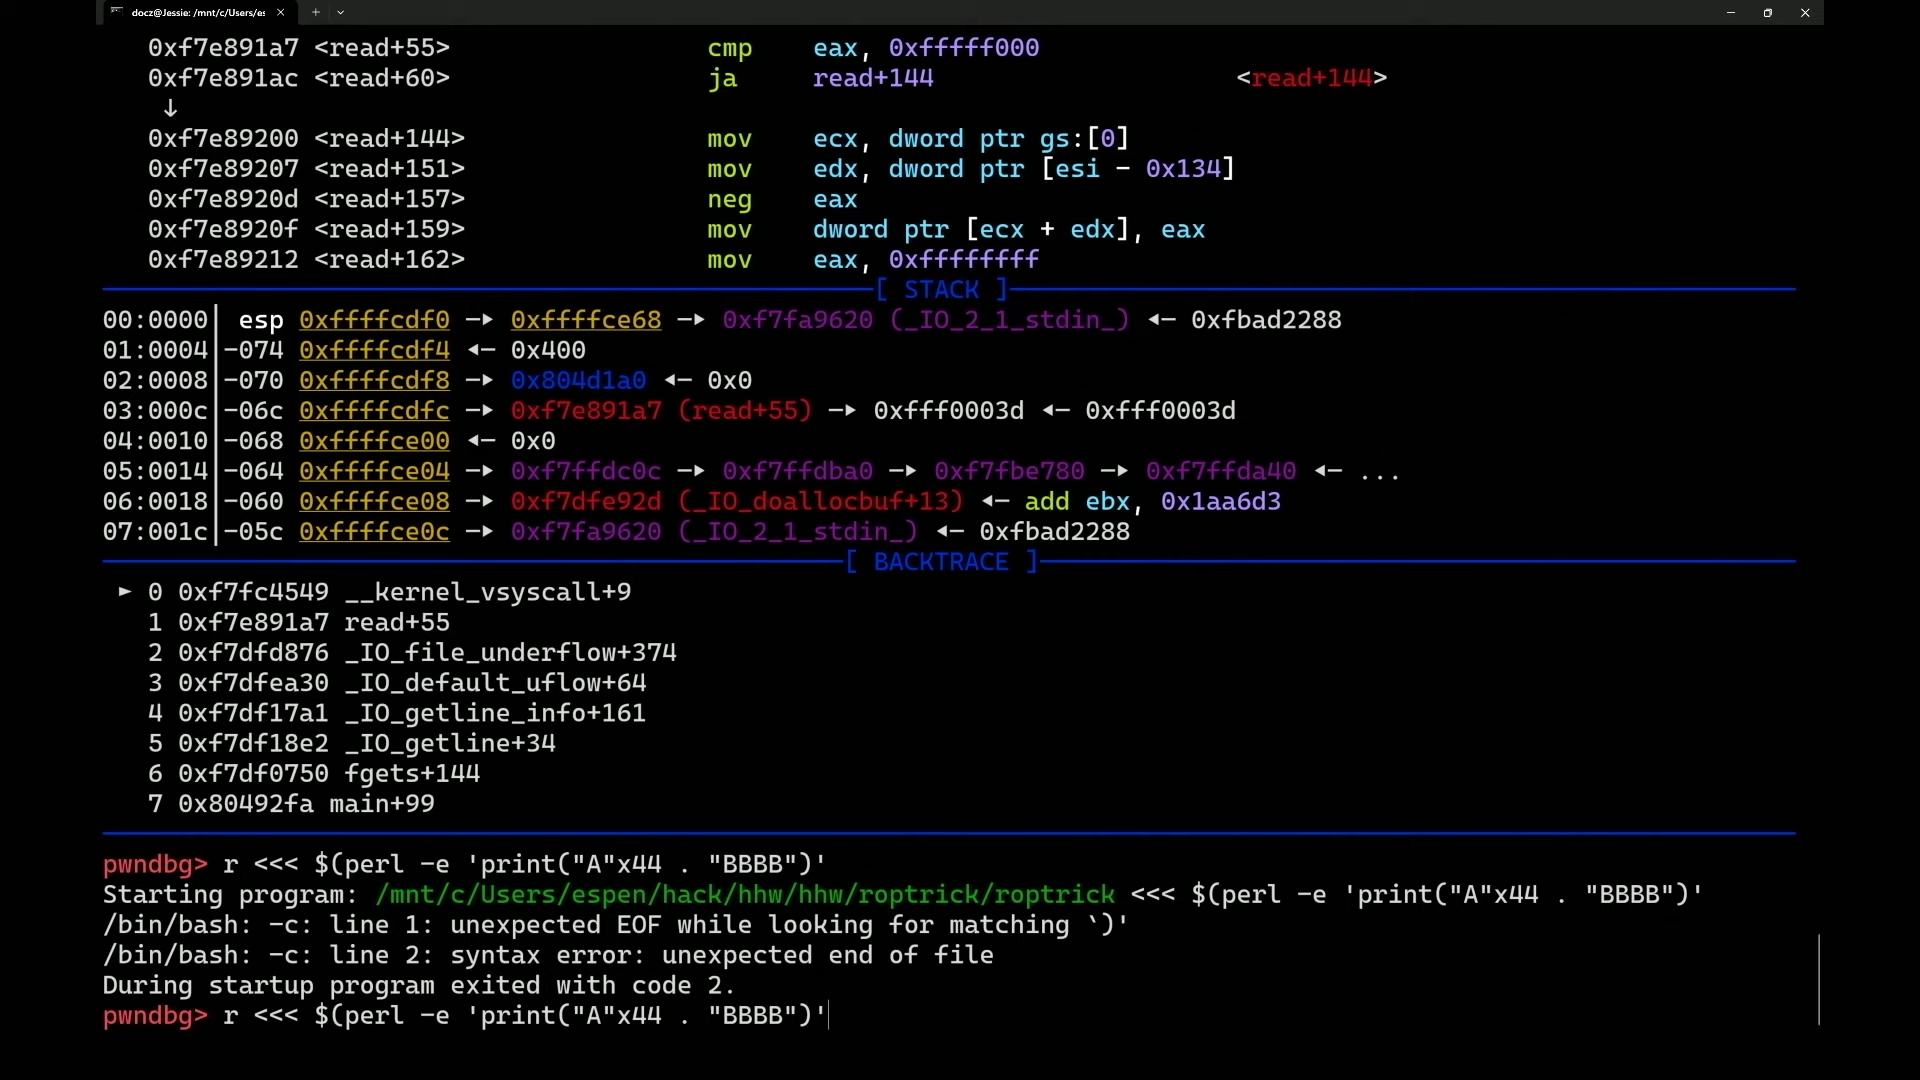 docz@Jessie: /mnt/c/Users/es
0xf7e891a7 <read+55> cmp eax, 0xfffff000
0xf7e891ac <read+60> ja read+144 <read+144>
↓
0xf7e89200 <read+144> mov ecx, dword ptr gs:[0]
0xf7e89207 <read+151> mov edx, dword ptr [esi - 0x134]
0xf7e8920d <read+157> neg eax
0xf7e8920f <read+159> mov dword ptr [ecx + edx], eax
0xf7e89212 <read+162> mov eax, 0xffffffff
[ STACK ]
00:0000│ esp 0xffffcdf0 —▸ 0xffffce68 —▸ 0xf7fa9620 (_IO_2_1_stdin_) ◂— 0xfbad2288
01:0004│-074 0xffffcdf4 ◂— 0x400
02:0008│-070 0xffffcdf8 —▸ 0x804d1a0 ◂— 0x0
03:000c│-06c 0xffffcdfc —▸ 0xf7e891a7 (read+55) —▸ 0xfff0003d ◂— 0xfff0003d
04:0010│-068 0xffffce00 ◂— 0x0
05:0014│-064 0xffffce04 —▸ 0xf7ffdc0c —▸ 0xf7ffdba0 —▸ 0xf7fbe780 —▸ 0xf7ffda40 ◂— ...
06:0018│-060 0xffffce08 —▸ 0xf7dfe92d (_IO_doallocbuf+13) ◂— add ebx, 0x1aa6d3
07:001c│-05c 0xffffce0c —▸ 0xf7fa9620 (_IO_2_1_stdin_) ◂— 0xfbad2288
[ BACKTRACE ]
► 0 0xf7fc4549 __kernel_vsyscall+9
1 0xf7e891a7 read+55
2 0xf7dfd876 _IO_file_underflow+374
3 0xf7dfea30 _IO_default_uflow+64
4 0xf7df17a1 _IO_getline_info+161
5 0xf7df18e2 _IO_getline+34
6 0xf7df0750 fgets+144
7 0x80492fa main+99
pwndbg> r <<< $(perl -e 'print("A"x44 . "BBBB")'
Starting program: /mnt/c/Users/espen/hack/hhw/hhw/roptrick/roptrick <<< $(perl -e 'print("A"x44 . "BBBB")'
/bin/bash: -c: line 1: unexpected EOF while looking for matching `)'
/bin/bash: -c: line 2: syntax error: unexpected end of file
During startup program exited with code 2.
pwndbg> r <<< $(perl -e 'print("A"x44 . "BBBB")'